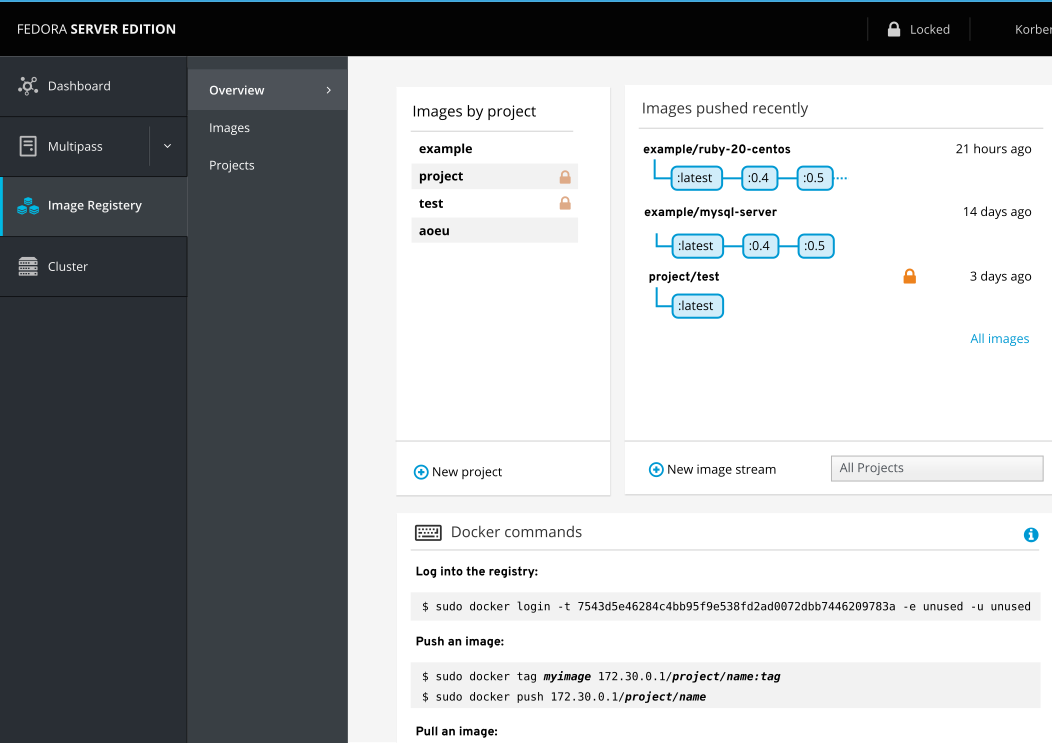 FEDORA SERVER EDITION
Locked
Korber
Dashboard
Multipass
Image Registery
Cluster
Overview
Images
Projects
Images by project
example
project
test
aoeu
New project
Images pushed recently
example/ruby-20-centos 21 hours ago
:latest :0.4 :0.5
example/mysql-server 14 days ago
:latest :0.4 :0.5
project/test 3 days ago
:latest
All images
New image stream
All Projects
Docker commands
Log into the registry:
$ sudo docker login -t 7543d5e46284c4bb95f9e538fd2ad0072dbb7446209783a -e unused -u unused
Push an image:
$ sudo docker tag myimage 172.30.0.1/project/name:tag
$ sudo docker push 172.30.0.1/project/name
Pull an image: